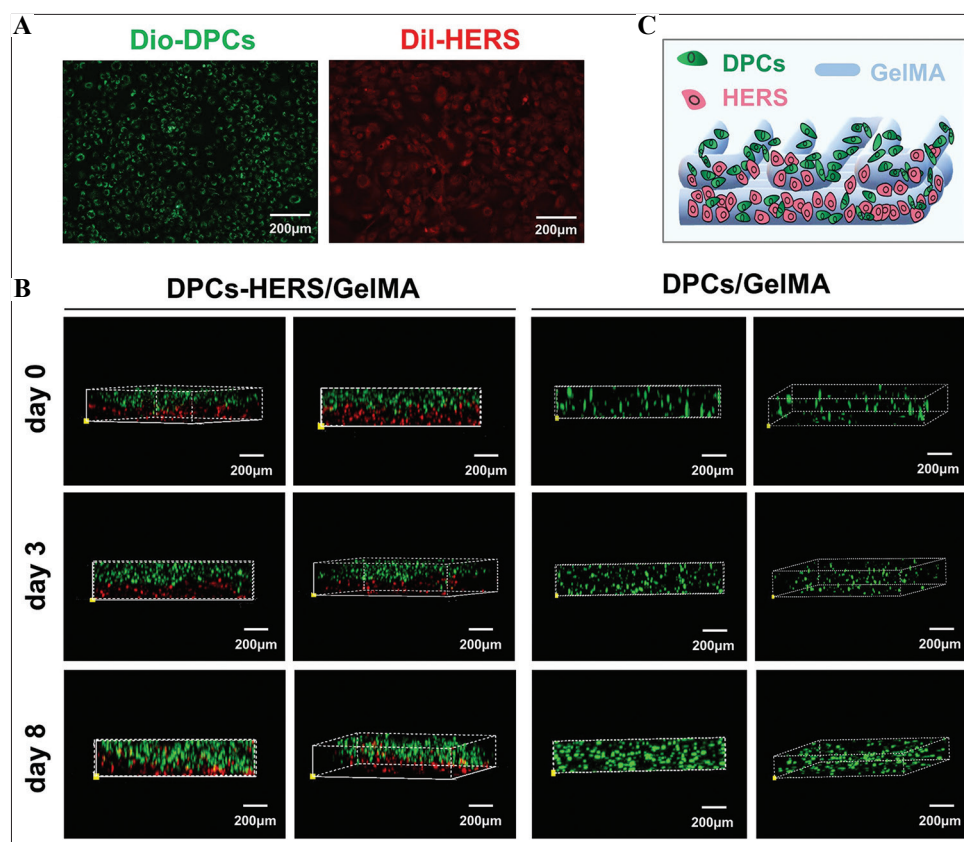 A
Dio-DPCs
DiI-HERS
200μm
200μm
C
DPCs
GelMA
HERS
B
DPCs-HERS/GelMA
DPCs/GelMA
day 0
200μm
200μm
200μm
200μm
day 3
200μm
200μm
200μm
200μm
day 8
200μm
200μm
200μm
200μm